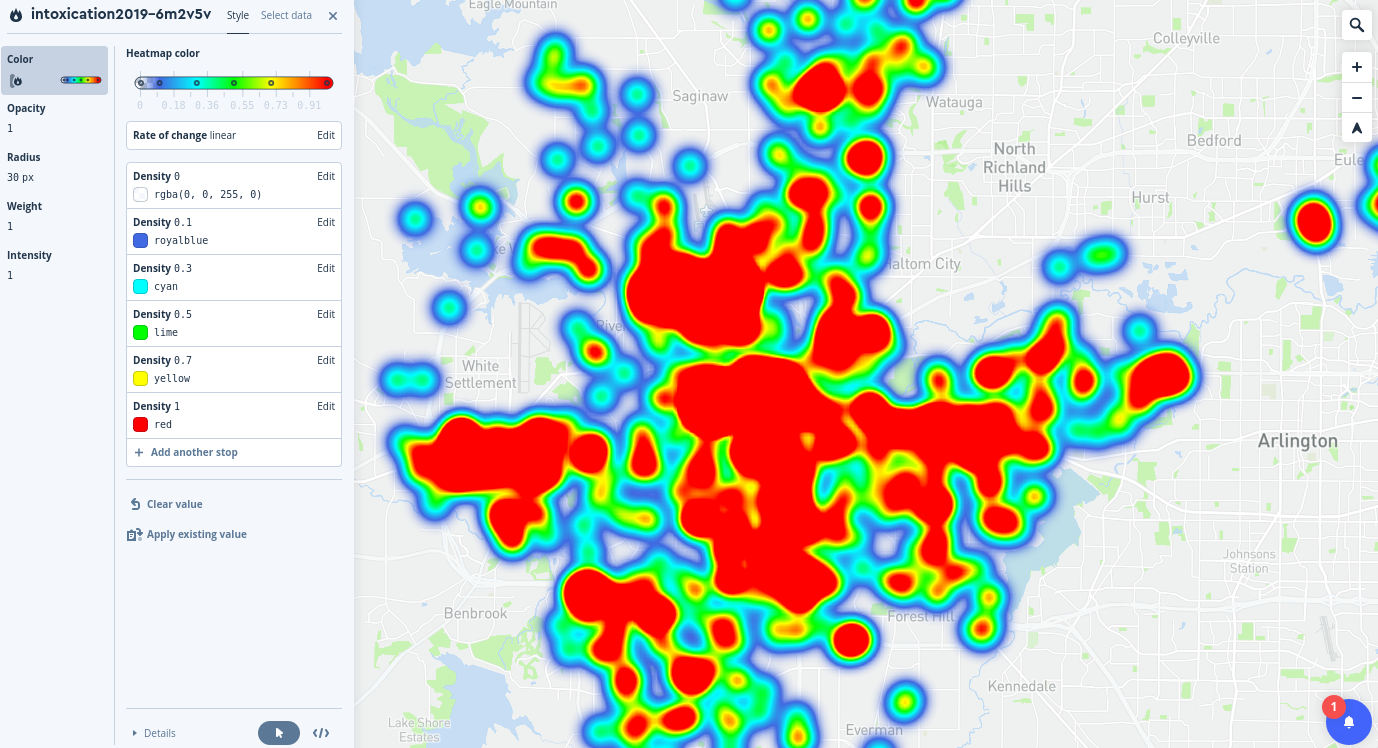 intoxication2019-6m2v5v
Style
Select data
Color
Opacity
1
Radius
30 px
Weight
1
Intensity
1
Heatmap color
0 0.18 0.36 0.55 0.73 0.91
Rate of change linear Edit
Density 0 Edit
rgba(0, 0, 255, 0)
Density 0.1 Edit
royalblue
Density 0.3 Edit
cyan
Density 0.5 Edit
lime
Density 0.7 Edit
yellow
Density 1 Edit
red
+ Add another stop
Clear value
Apply existing value
Details
</>
Eagle Mountain
Colleyville
Saginaw
Watauga
Bedford
North
Richland
Hills
Hurst
Haltom City
White
Settlement
Arlington
Johnsons
Station
Benbrook
Forest Hill
Kennedale
Lake Shore
Estates
Everman
+
−
1